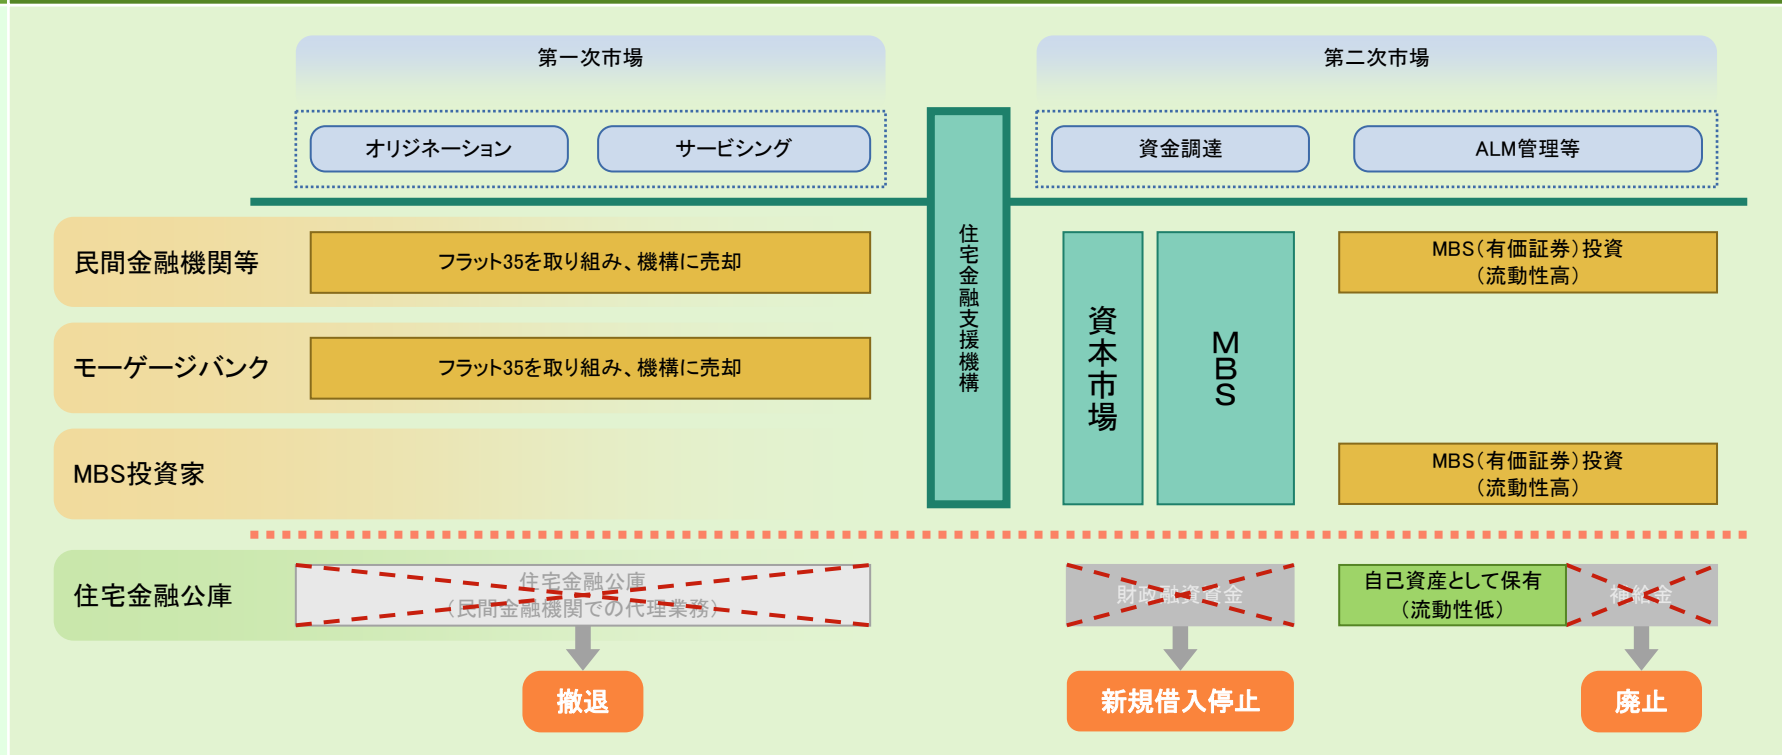 第一次市場
第二次市場
オリジネーション
サービシング
資金調達
ALM管理等
住宅金融支援機構
民間金融機関等
フラット35を取り組み、機構に売却
資本市場
MBS
MBS(有価証券)投資
(流動性高)
モーゲージバンク
フラット35を取り組み、機構に売却
MBS投資家
MBS(有価証券)投資
(流動性高)
住宅金融公庫
住宅金融公庫
(民間金融機関での代理業務)
財政融資資金
自己資産として保有
(流動性低)
補給金
撤退
新規借入停止
廃止